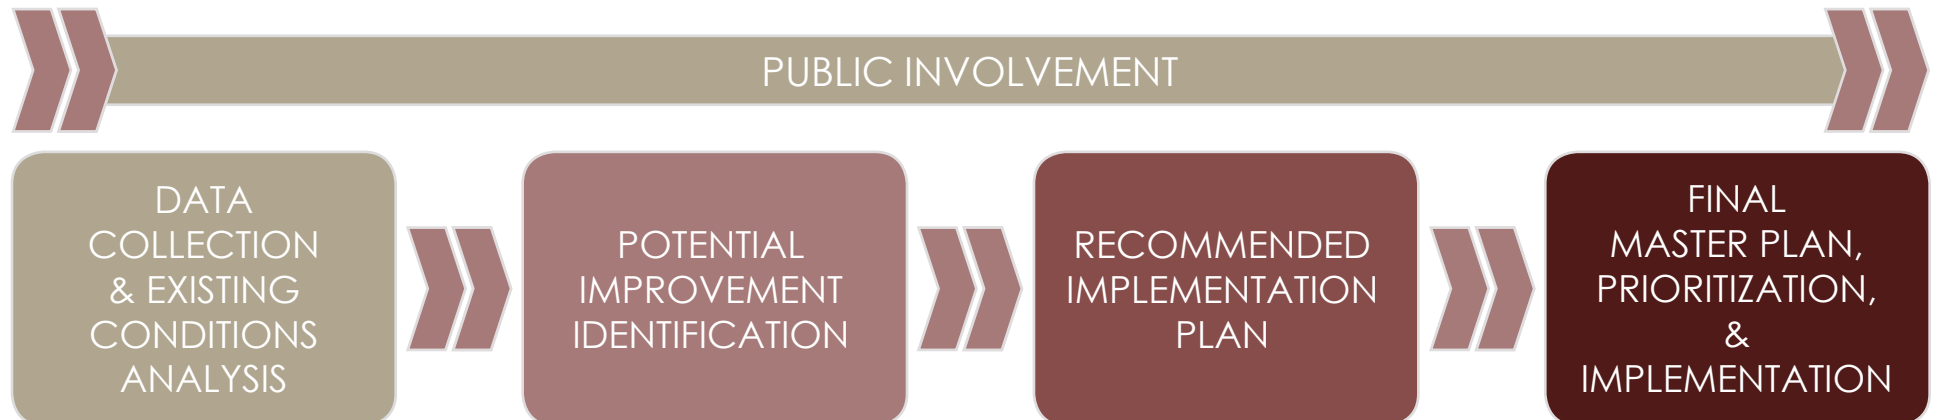 PUBLIC INVOLVEMENT
DATA
COLLECTION
& EXISTING
CONDITIONS
ANALYSIS
POTENTIAL
IMPROVEMENT
IDENTIFICATION
RECOMMENDED
IMPLEMENTATION
PLAN
FINAL
MASTER PLAN,
PRIORITIZATION,
&
IMPLEMENTATION